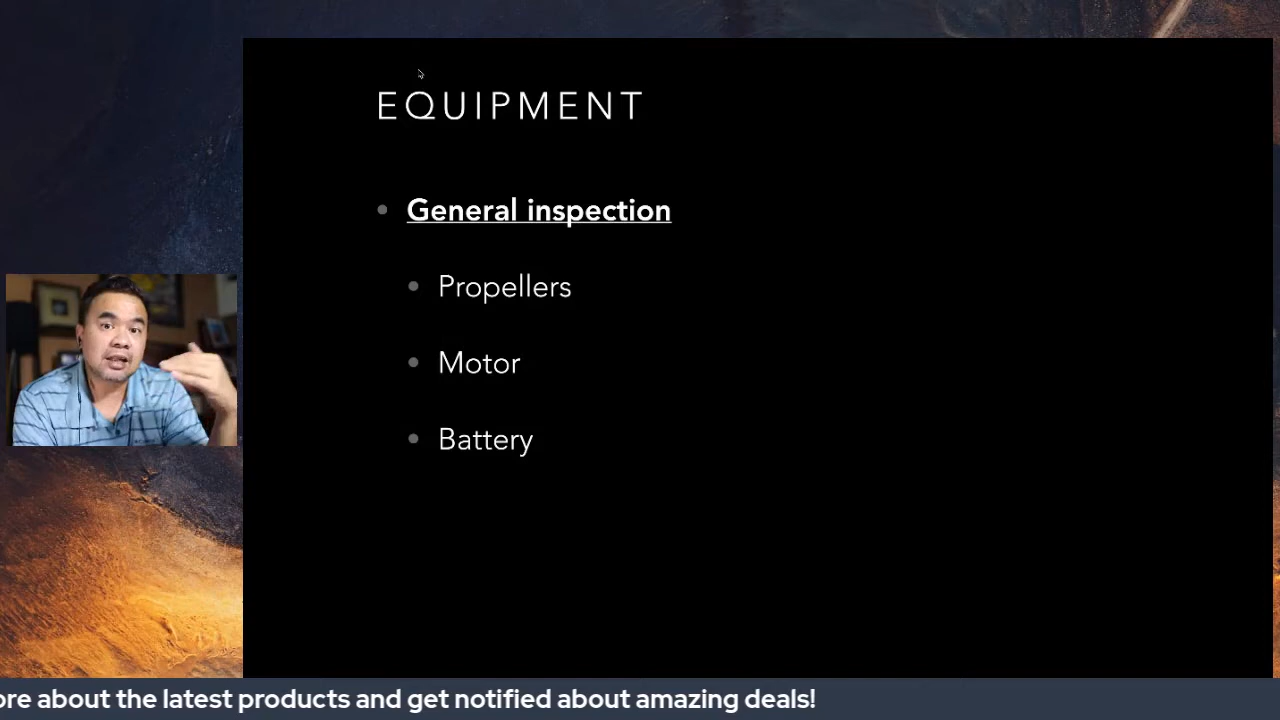 EQUIPMENT
General inspection
Propellers
Motor
Battery
ore about the latest products and get notified about amazing deals!